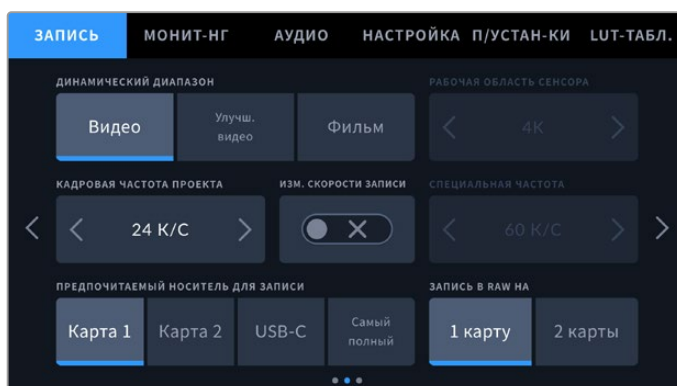 ЗАПИСЬ МОНИТ-НГ АУДИО НАСТРОЙКА П/УСТАН-КИ LUT-ТАБЛ.
ДИНАМИЧЕСКИЙ ДИАПАЗОН РАБОЧАЯ ОБЛАСТЬ СЕНСОРА
Видео Улучш. видео Фильм 4K
КАДРОВАЯ ЧАСТОТА ПРОЕКТА ИЗМ. СКОРОСТИ ЗАПИСИ СПЕЦИАЛЬНАЯ ЧАСТОТА
24 К/С 60 К/С
ПРЕДПОЧИТАЕМЫЙ НОСИТЕЛЬ ДЛЯ ЗАПИСИ ЗАПИСЬ В RAW НА
Карта 1 Карта 2 USB-C Самый полный 1 карту 2 карты